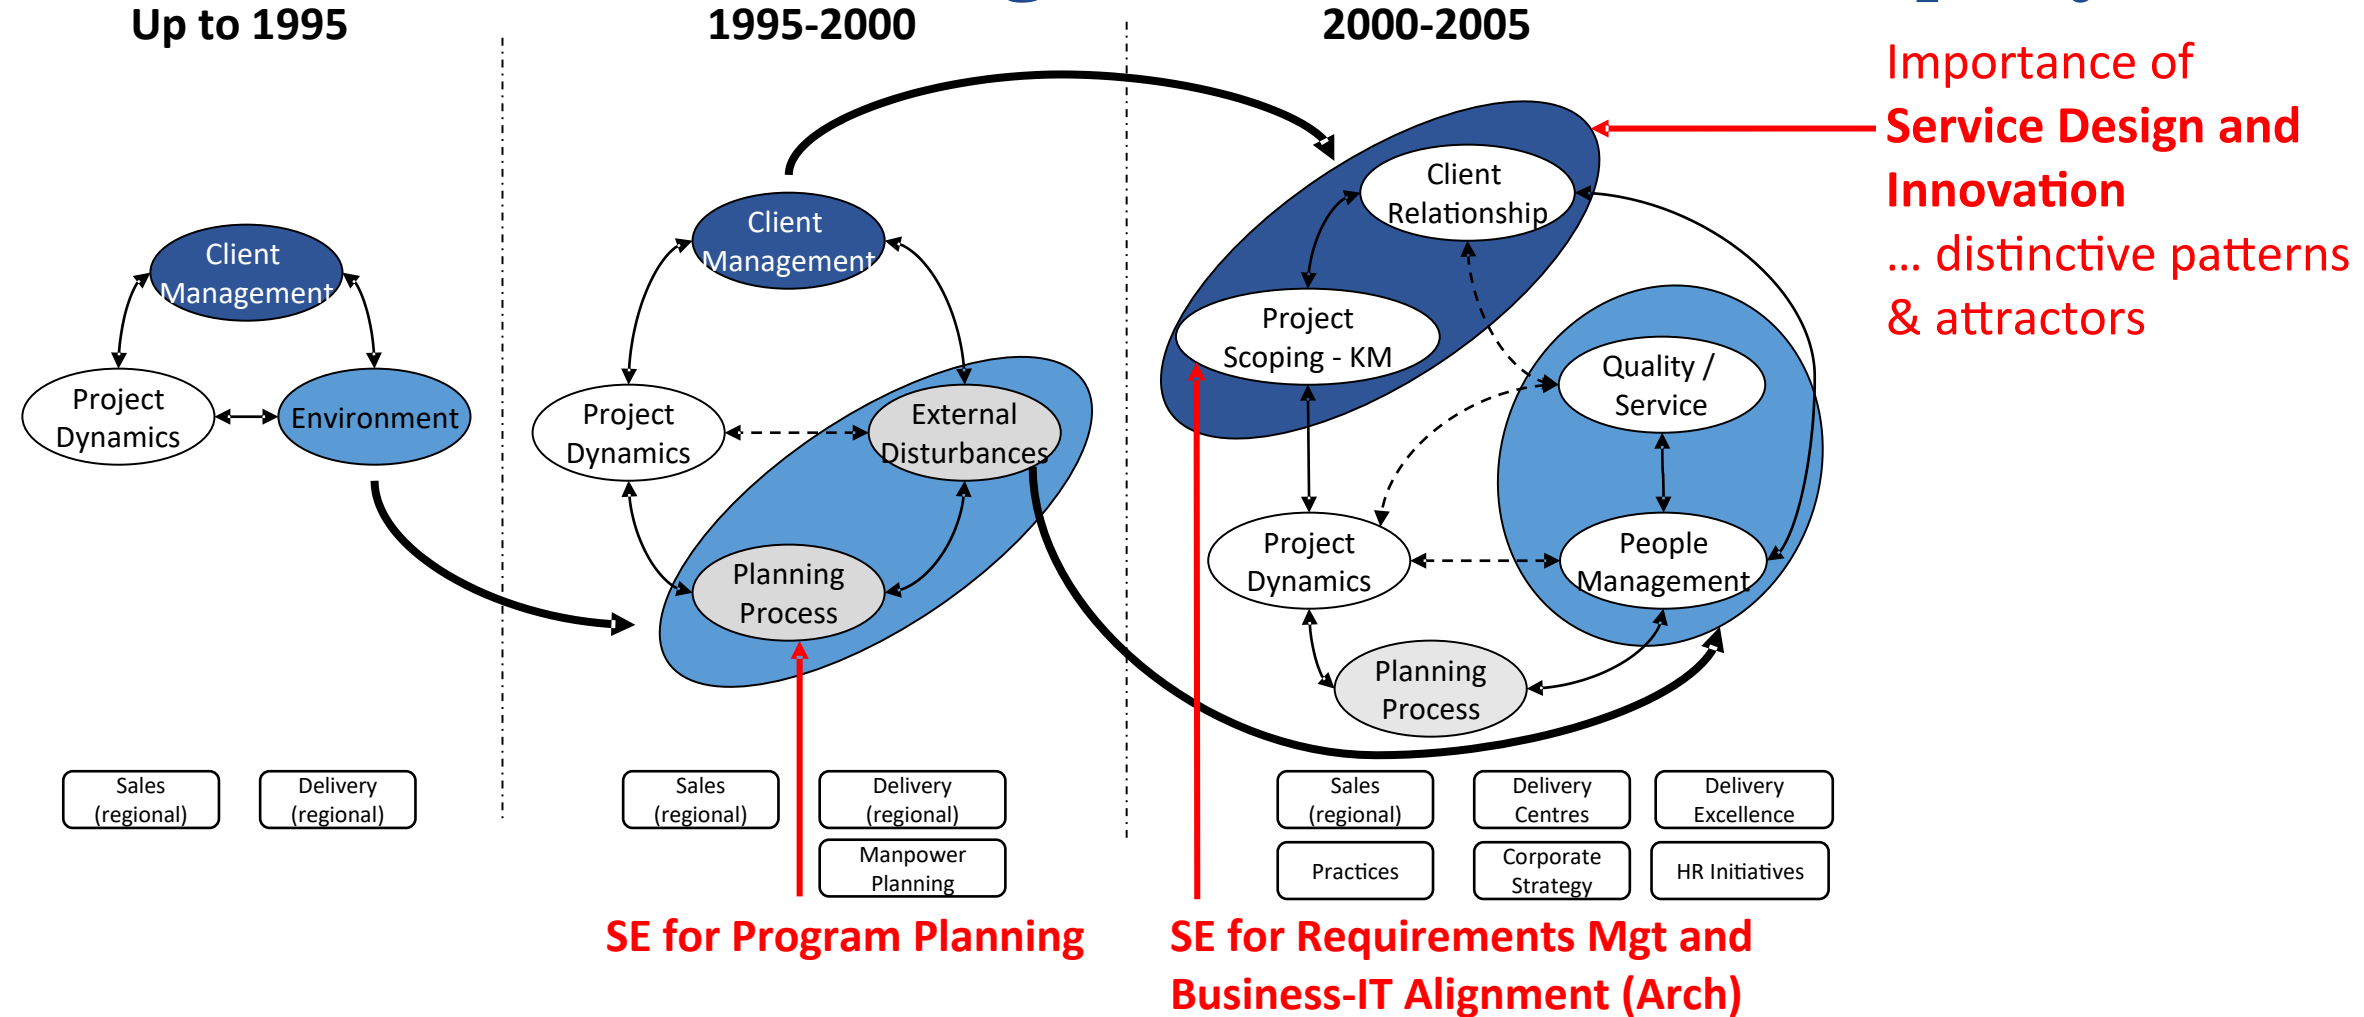 Up to 1995
1995-2000
2000-2005
Importance of
Service Design and
Innovation
... distinctive patterns
& attractors
Client
Management
Project
Dynamics
Environment
Client
Management
Project
Dynamics
External
Disturbances
Planning
Process
Client
Relationship
Project
Scoping - KM
Quality /
Service
Project
Dynamics
People
Management
Planning
Process
Sales
(regional)
Delivery
(regional)
Sales
(regional)
Delivery
(regional)
Manpower
Planning
Sales
(regional)
Delivery
Centres
Delivery
Excellence
Practices
Corporate
Strategy
HR Initiatives
SE for Program Planning
SE for Requirements Mgt and
Business-IT Alignment (Arch)